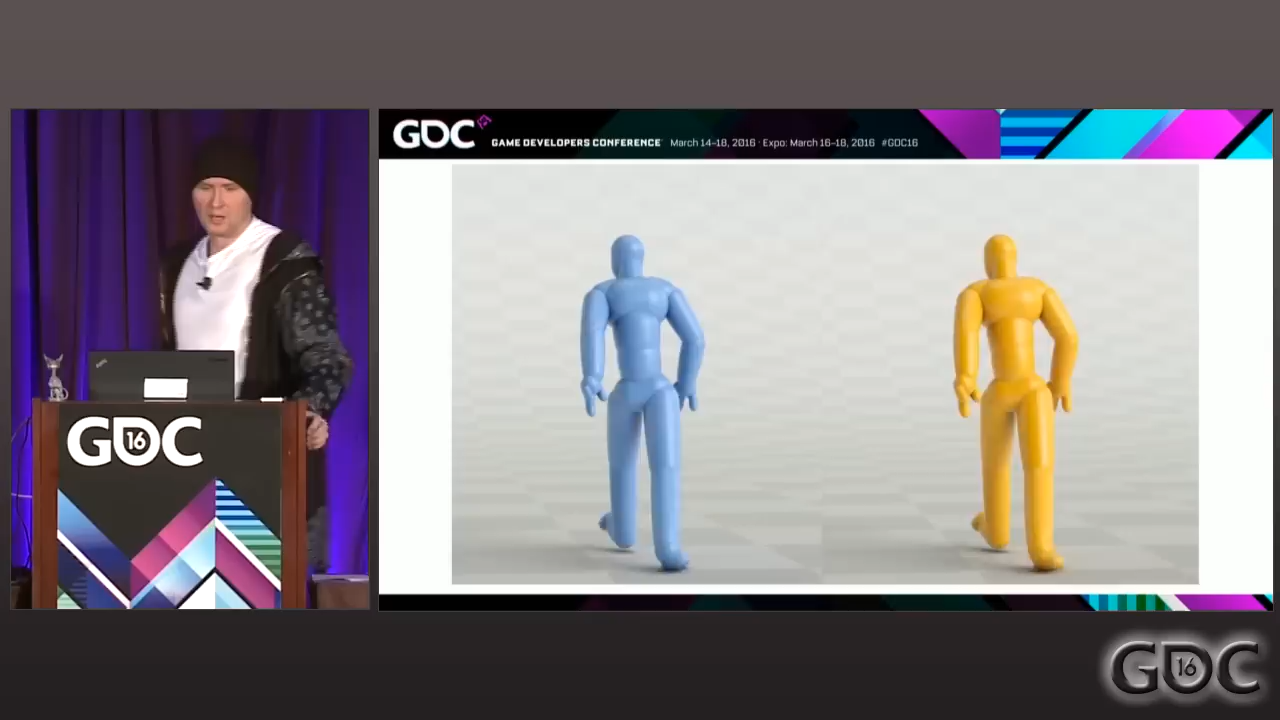 GDC
GAME DEVELOPERS CONFERENCE March 14–18, 2016 · Expo: March 16–18, 2016 #GDC16
GDC
16
GDC
16